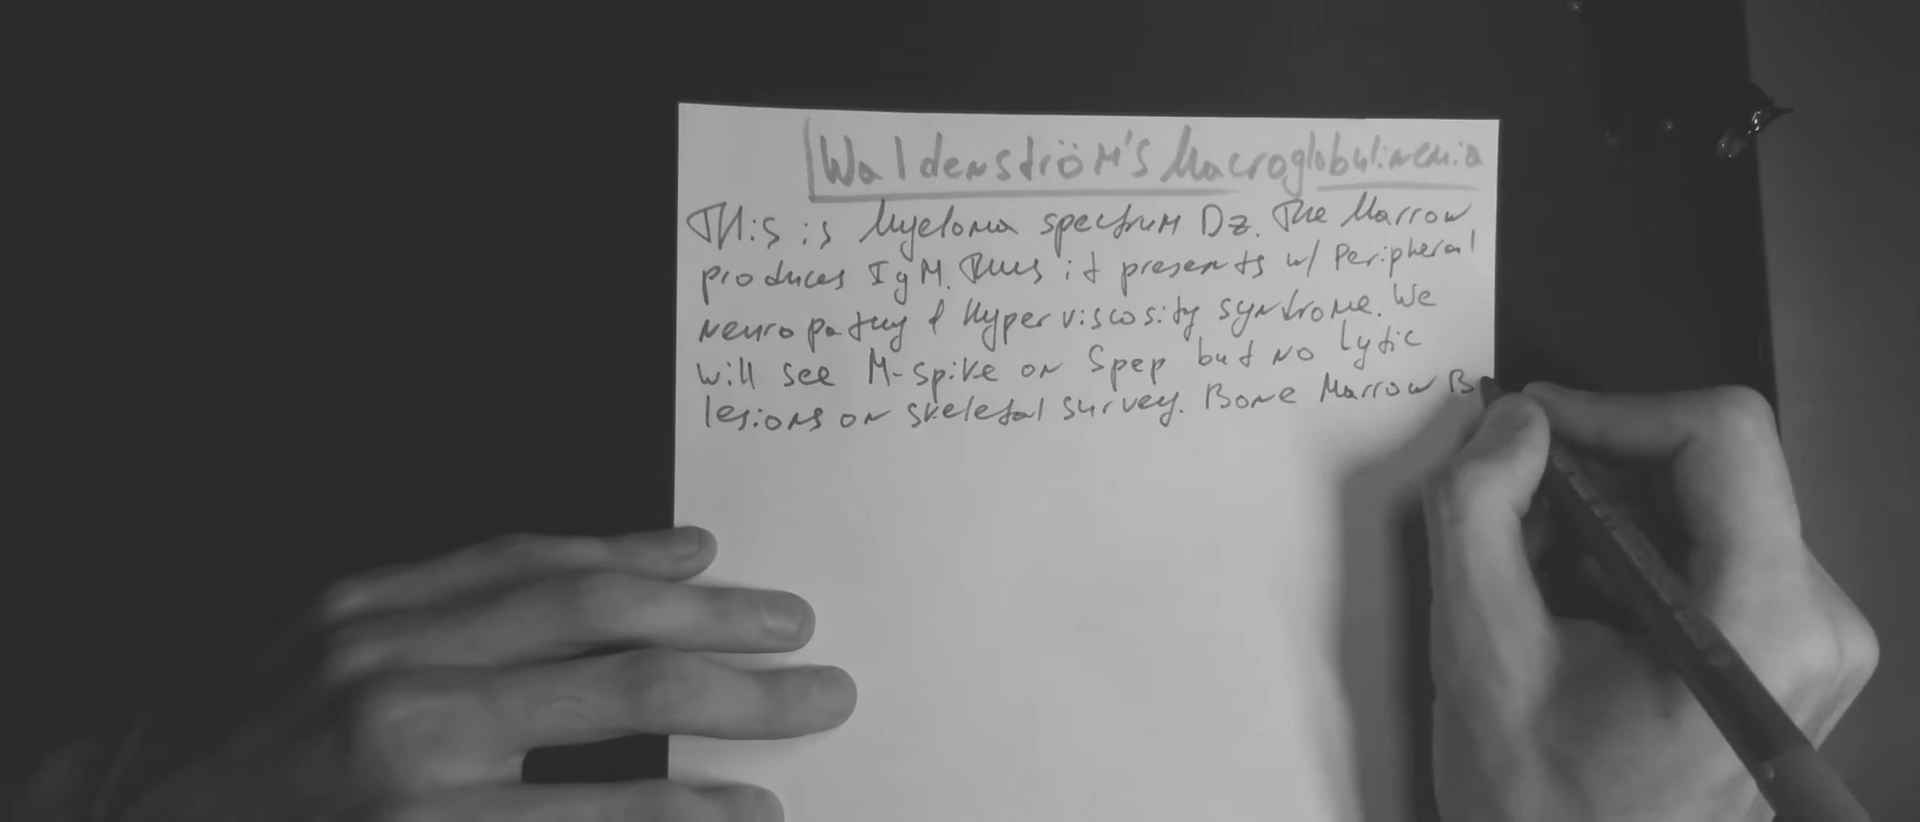 Waldenström's Macroglobulinemia
This is Myeloma spectrum Dz. The Marrow
produces IgM. Thus it presents w/ Peripheral
neuropathy & Hyperviscosity syndrome. We
will see M-spike on Spep but no lytic
lesions on skeletal survey. Bone Marrow B